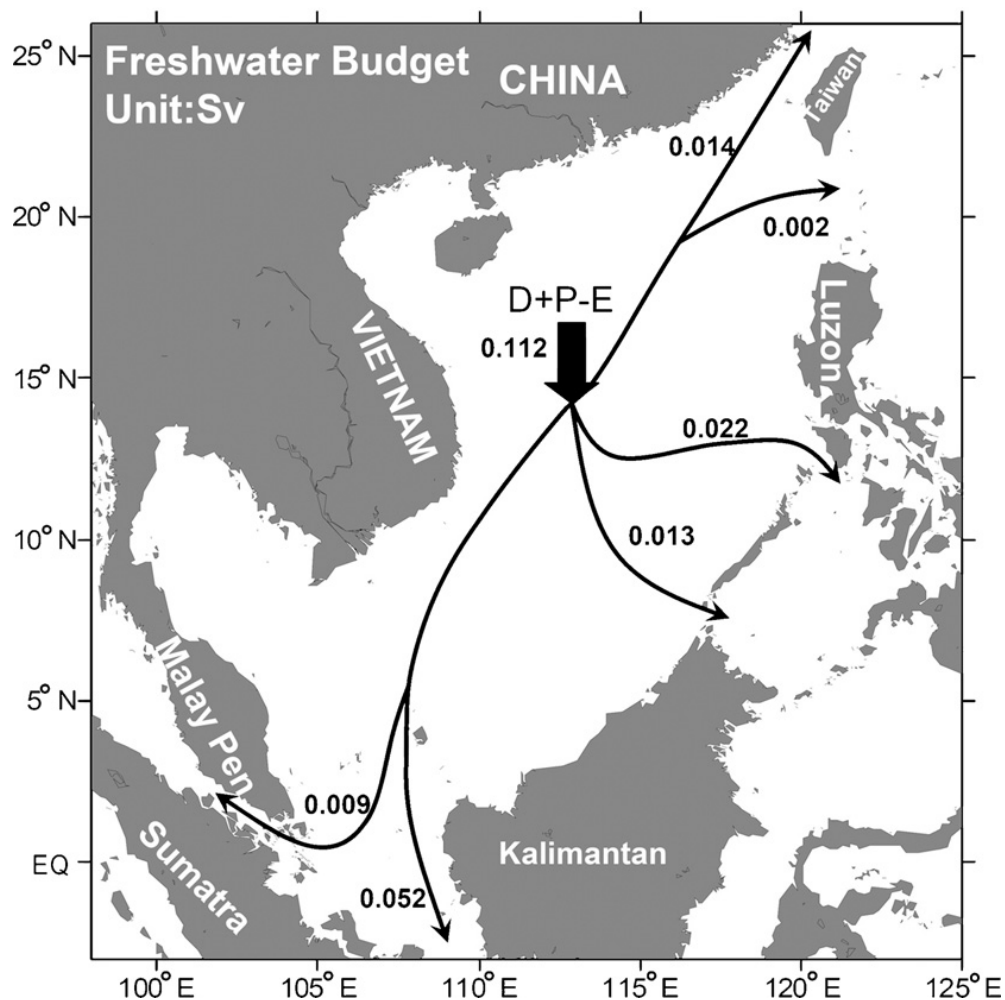 Freshwater Budget
Unit:Sv
CHINA
Taiwan
0.014
0.002
D+P-E
0.112
VIETNAM
Luzon
0.022
0.013
Malay Pen
0.009
Sumatra
Kalimantan
0.052
25° N
20° N
15° N
10° N
5° N
EQ
100° E
105° E
110° E
115° E
120° E
125° E